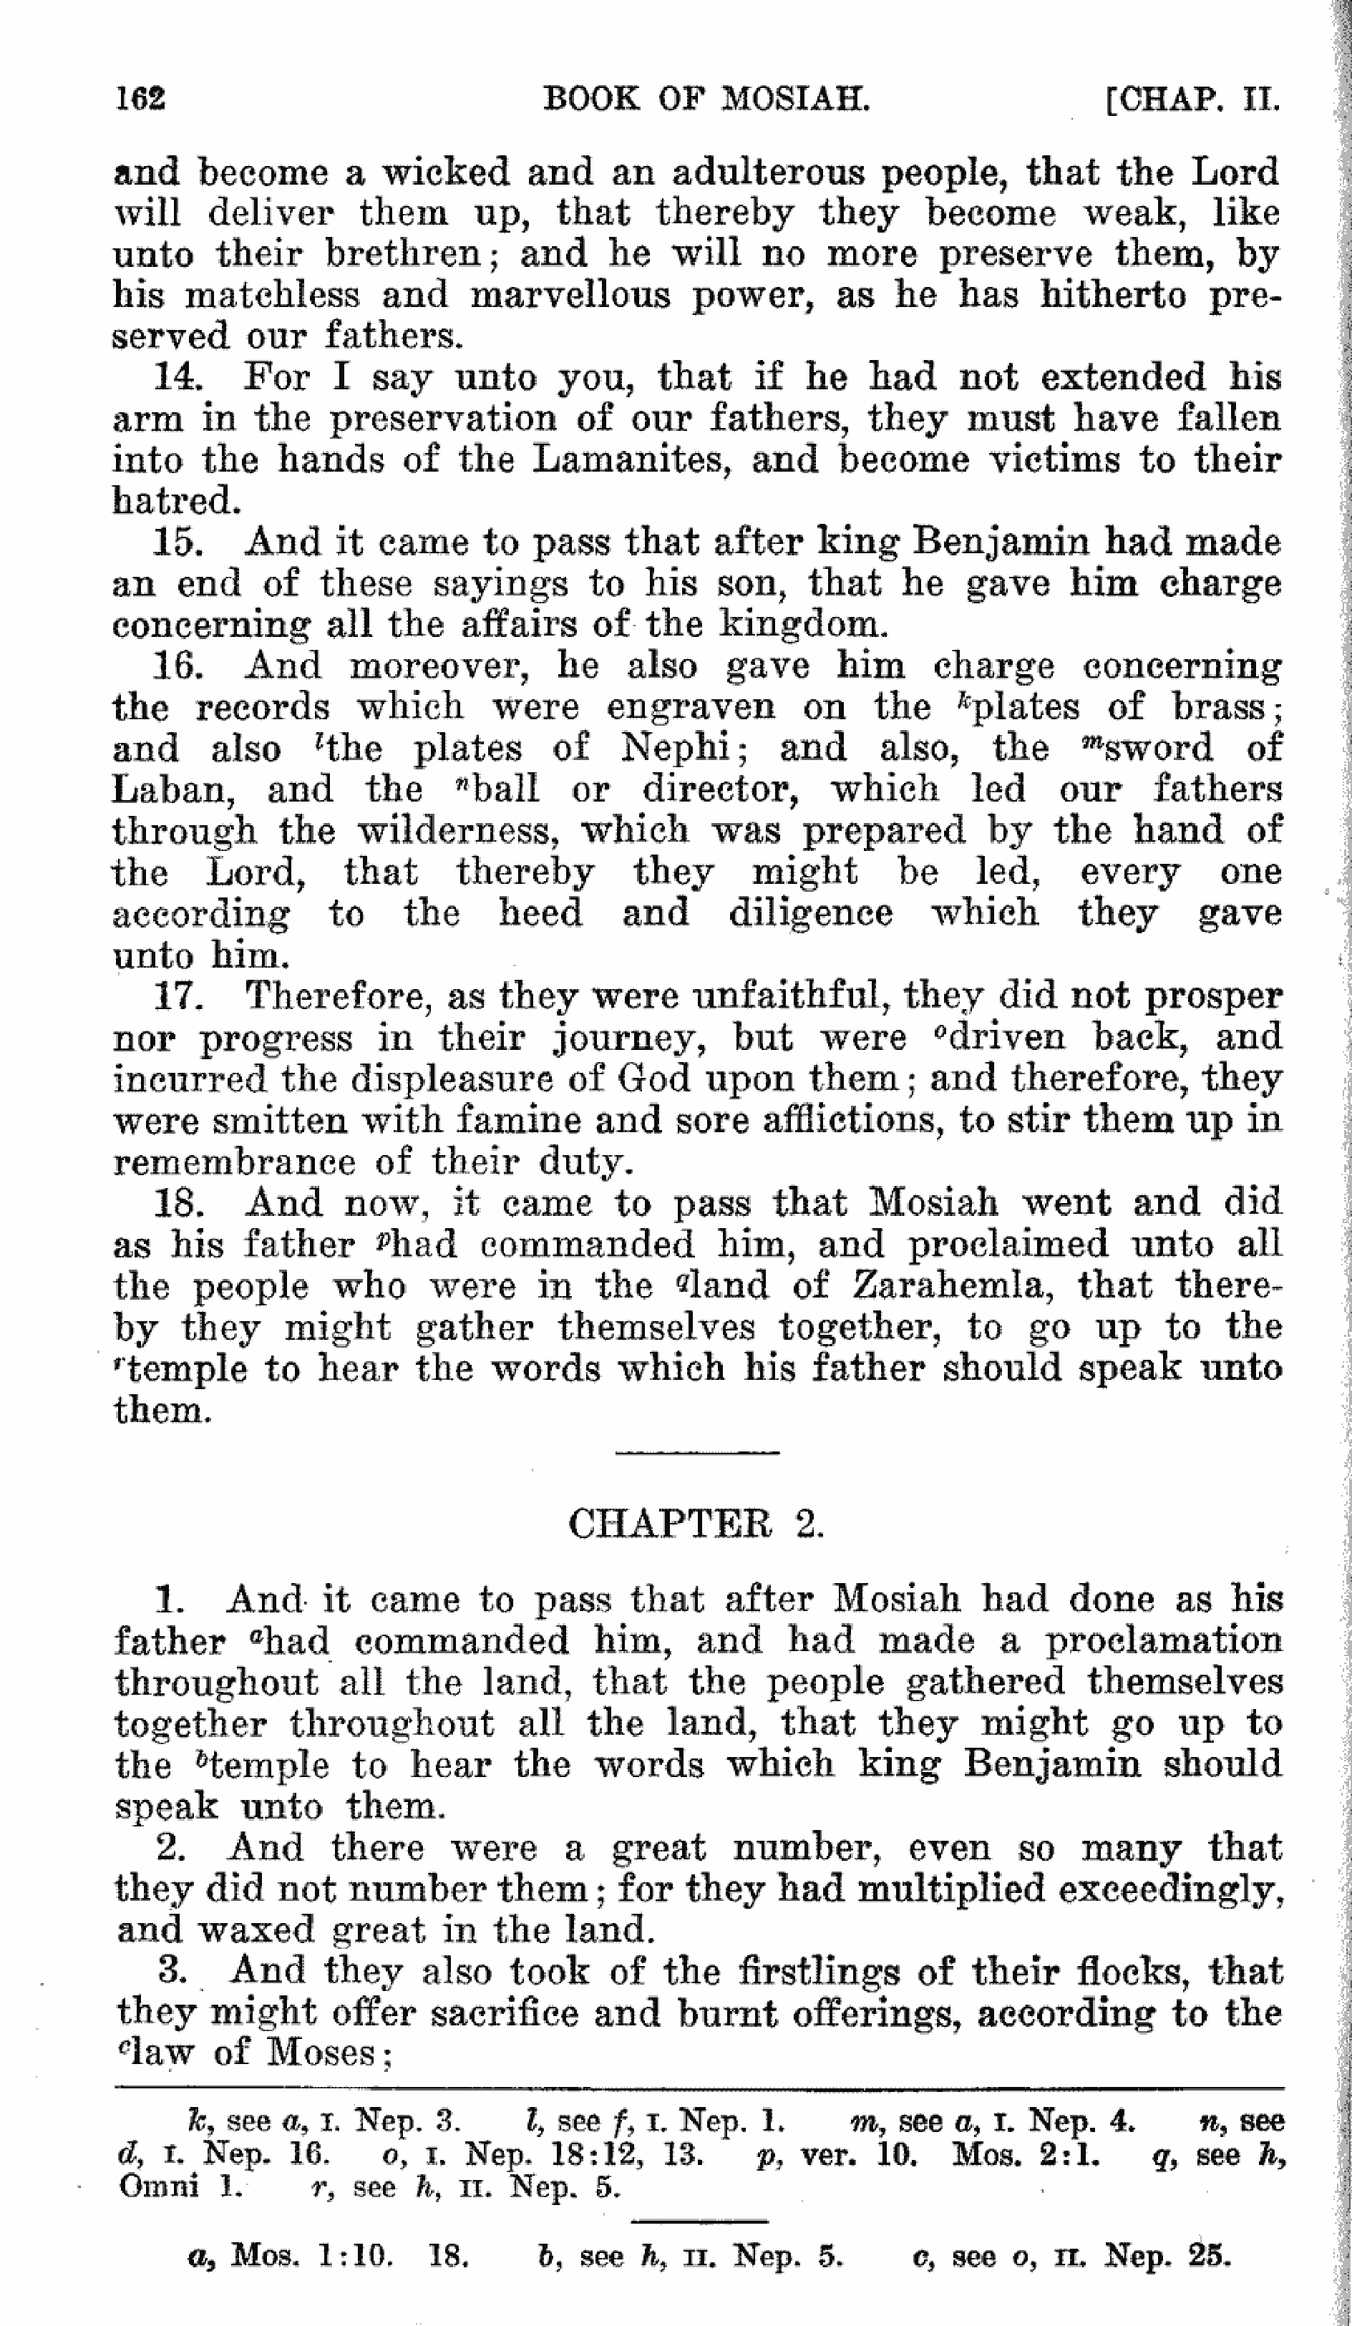 162 BOOK OF MOSIAH. [CHAP. II.
and become a wicked and an adulterous people, that the Lord
will deliver them up, that thereby they become weak, like
unto their brethren; and he will no more preserve them, by
his matchless and marvellous power, as he has hitherto pre-
served our fathers.
14. For I say unto you, that if he had not extended his
arm in the preservation of our fathers, they must have fallen
into the hands of the Lamanites, and become victims to their
hatred.
15. And it came to pass that after king Benjamin had made
an end of these sayings to his son, that he gave him charge
concerning all the affairs of the kingdom.
16. And moreover, he also gave him charge concerning
the records which were engraven on the kplates of brass;
and also lthe plates of Nephi; and also, the msword of
Laban, and the nball or director, which led our fathers
through the wilderness, which was prepared by the hand of
the Lord, that thereby they might be led, every one
according to the heed and diligence which they gave
unto him.
17. Therefore, as they were unfaithful, they did not prosper
nor progress in their journey, but were odriven back, and
incurred the displeasure of God upon them; and therefore, they
were smitten with famine and sore afflictions, to stir them up in
remembrance of their duty.
18. And now, it came to pass that Mosiah went and did
as his father phad commanded him, and proclaimed unto all
the people who were in the qland of Zarahemla, that there-
by they might gather themselves together, to go up to the
rtemple to hear the words which his father should speak unto
them.
CHAPTER 2.
1. And it came to pass that after Mosiah had done as his
father ahad commanded him, and had made a proclamation
throughout all the land, that the people gathered themselves
together throughout all the land, that they might go up to
the btemple to hear the words which king Benjamin should
speak unto them.
2. And there were a great number, even so many that
they did not number them; for they had multiplied exceedingly,
and waxed great in the land.
3. And they also took of the firstlings of their flocks, that
they might offer sacrifice and burnt offerings, according to the
claw of Moses;
k, see a, I. Nep. 3. l, see f, I. Nep. 1. m, see a, I. Nep. 4. n, see
d, I. Nep. 16. o, I. Nep. 18:12, 13. p, ver. 10. Mos. 2:1. q, see h,
Omni 1. r, see h, II. Nep. 5.
a, Mos. 1:10. 18. b, see h, II. Nep. 5. c, see o, II. Nep. 25.